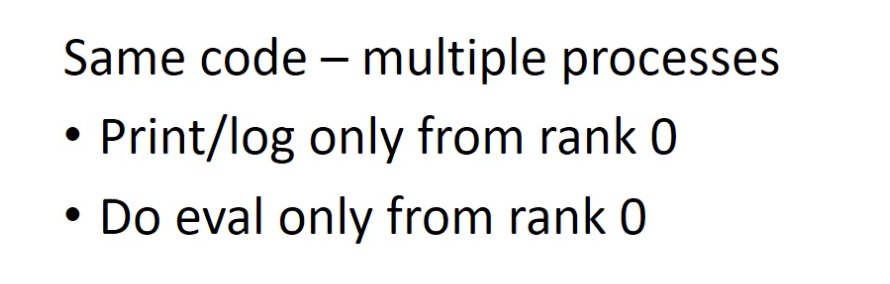 Same code – multiple processes
• Print/log only from rank 0
• Do eval only from rank 0